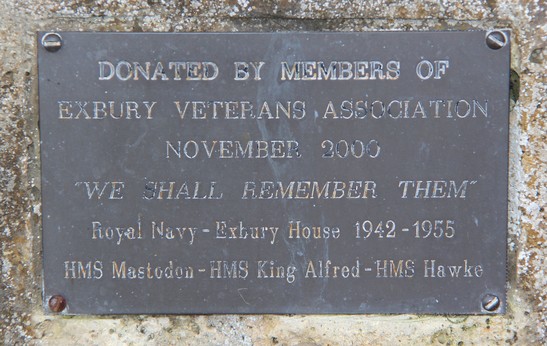 DONATED BY MEMBERS OF
EXBURY VETERANS ASSOCIATION
NOVEMBER 2000
"WE SHALL REMEMBER THEM"
Royal Navy - Exbury House 1942 - 1955
HMS Mastodon - HMS King Alfred - HMS Hawke